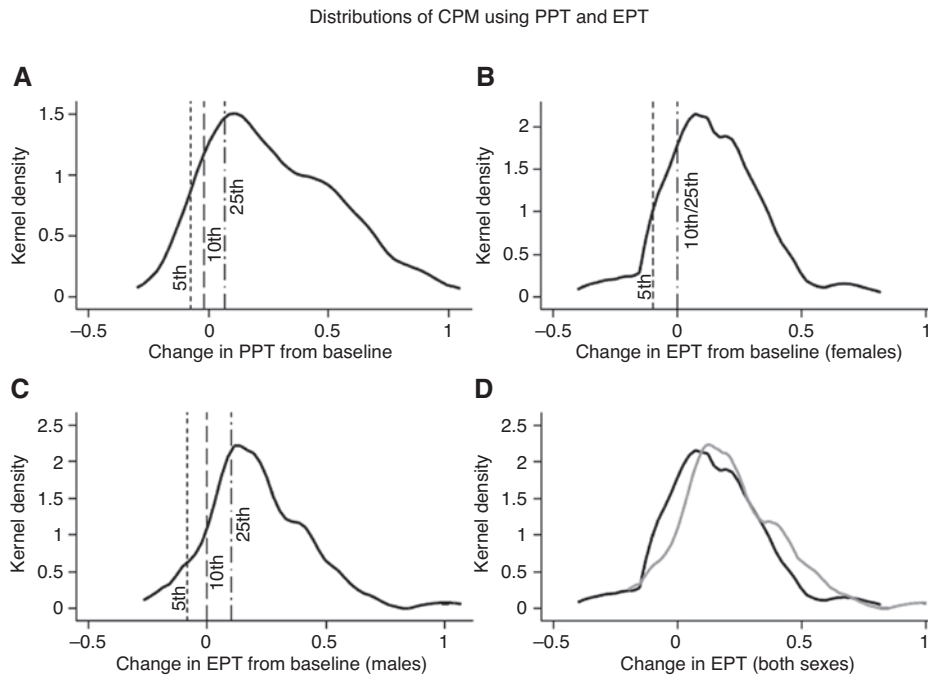 Distributions of CPM using PPT and EPT
A
Kernel density
1.5
1
0.5
0
5th
10th
25th
−0.5
0
0.5
1
Change in PPT from baseline
B
Kernel density
2
1.5
1
0.5
0
5th
10th/25th
−0.5
0
0.5
1
Change in EPT from baseline (females)
C
Kernel density
2.5
2
1.5
1
0.5
0
5th
10th
25th
−0.5
0
0.5
1
Change in EPT from baseline (males)
D
Kernel density
2.5
2
1.5
1
0.5
0
−0.5
0
0.5
1
Change in EPT (both sexes)